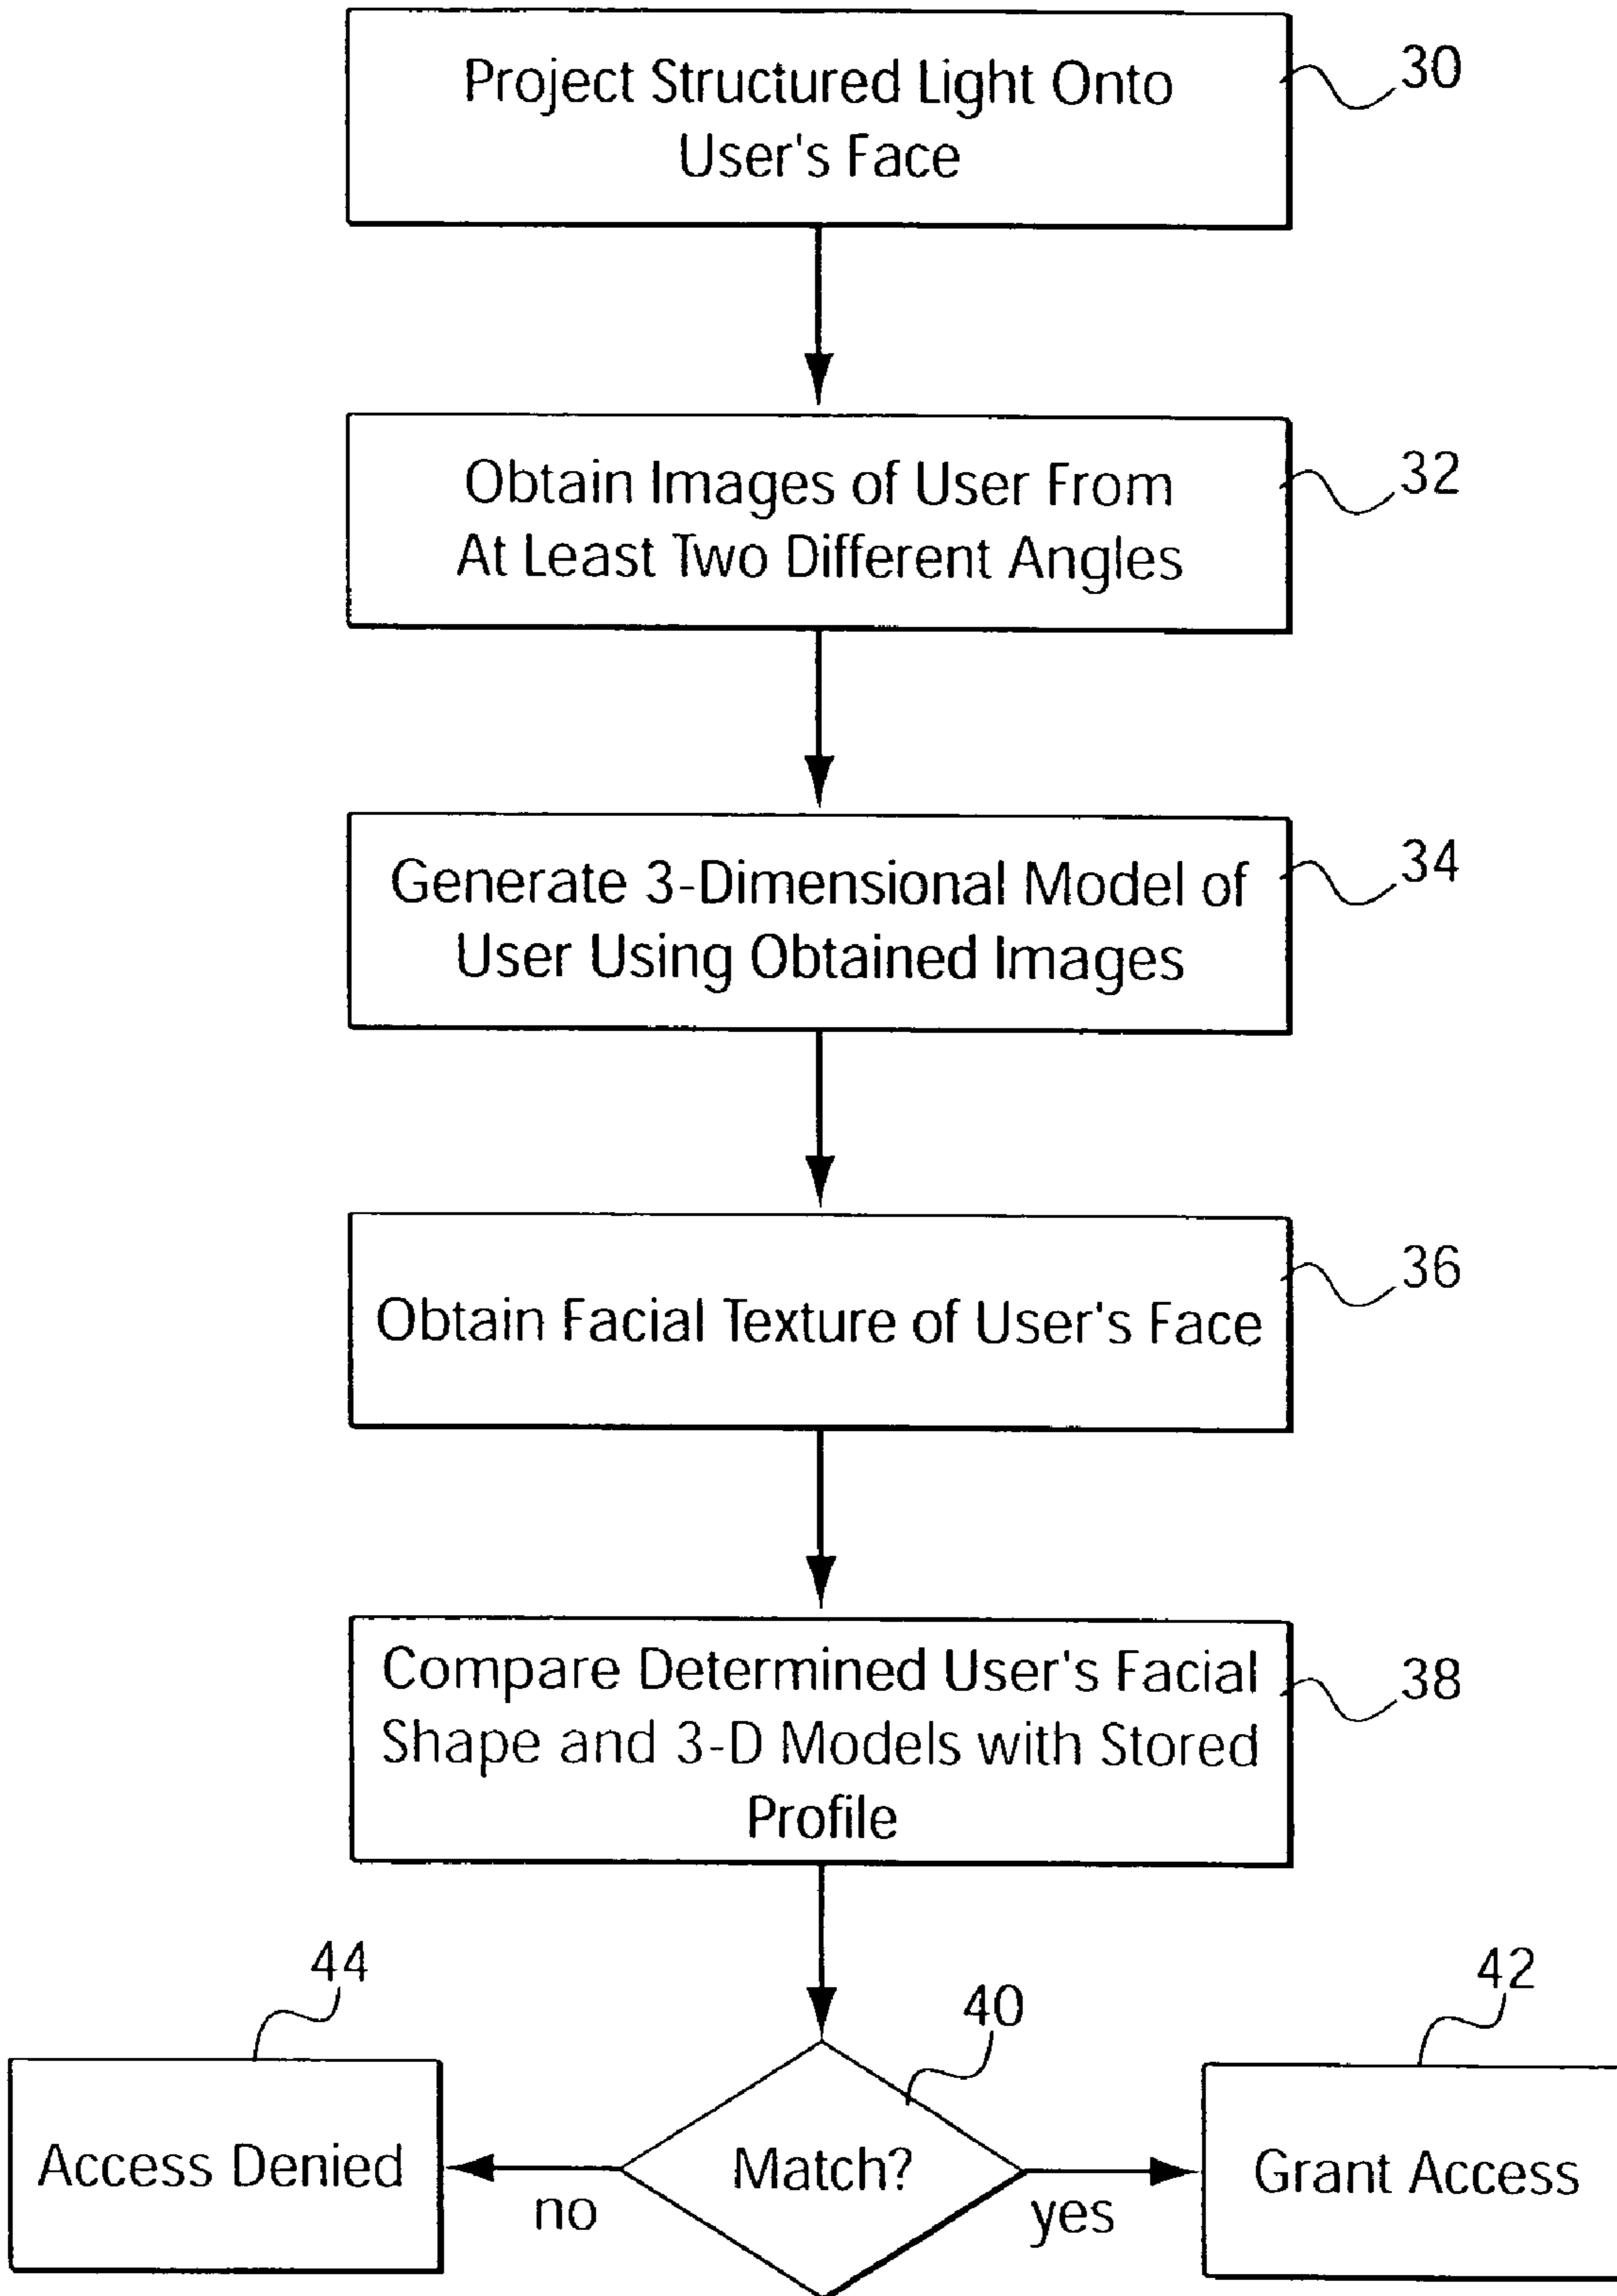 Project Structured Light Onto
User's Face
30
Obtain Images of User From
At Least Two Different Angles
32
Generate 3-Dimensional Model of
User Using Obtained Images
34
Obtain Facial Texture of User's Face
36
Compare Determined User's Facial
Shape and 3-D Models with Stored
Profile
38
44
40
42
Access Denied
no
Match?
yes
Grant Access